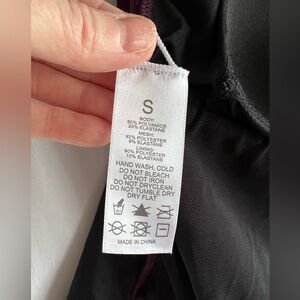 S
BODY:
80% POLYAMIDE
20% ELASTANE
MESH:
92% POLYESTER
8% ELASTANE
LINING:
90% POLYESTER
10% ELASTANE
HAND WASH, COLD
DO NOT BLEACH
DO NOT IRON
DO NOT DRYCLEAN
DO NOT TUMBLE DRY
DRY FLAT
MADE IN CHINA